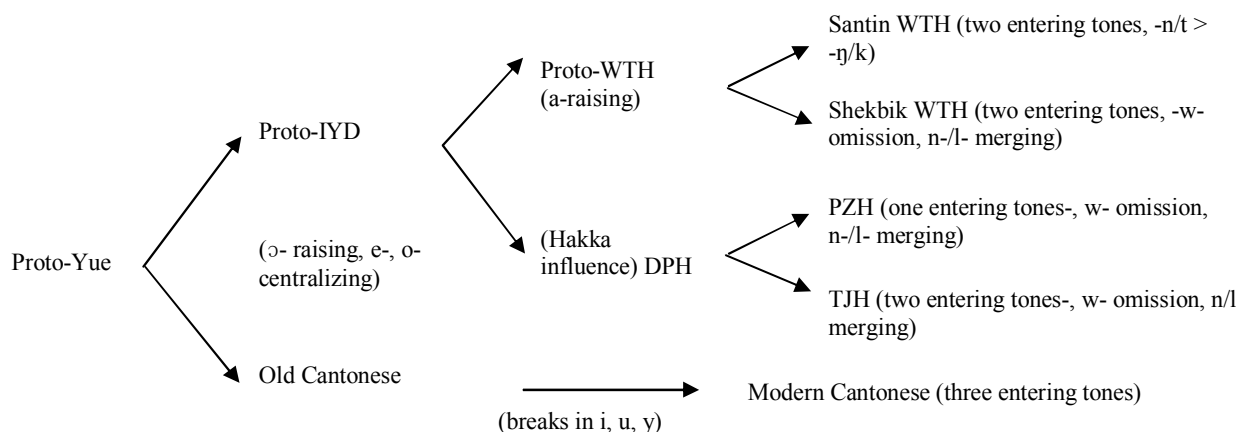 Santin WTH (two entering tones, -n/t >
-ŋ/k)
Proto-WTH
(a-raising)
Shekbik WTH (two entering tones, -w-
omission, n-/l- merging)
Proto-IYD
PZH (one entering tones-, w- omission,
n-/l- merging)
(Hakka
influence) DPH
Proto-Yue
(ɔ- raising, e-, o-
centralizing)
TJH (two entering tones-, w- omission, n/l
merging)
Old Cantonese
Modern Cantonese (three entering tones)
(breaks in i, u, y)